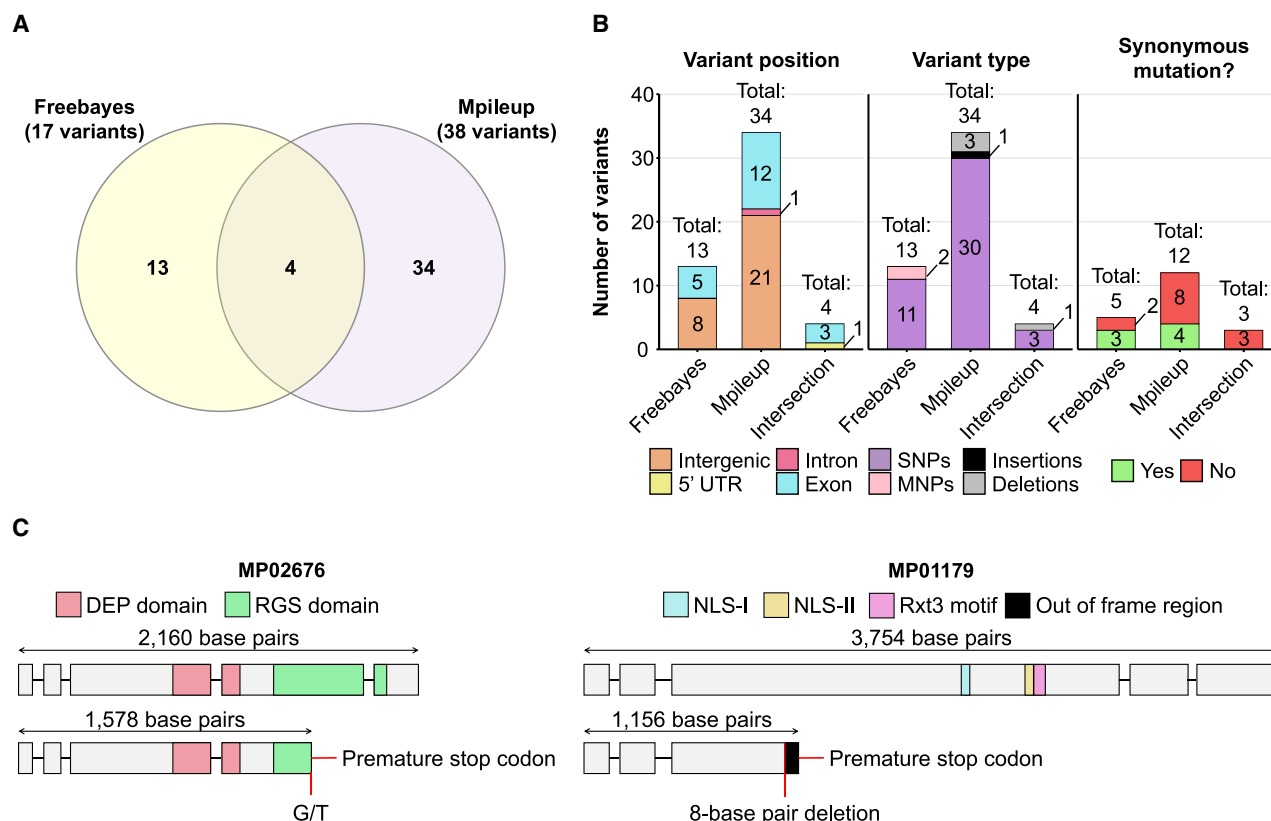 A
Freebayes
(17 variants)
Mpileup
(38 variants)
13
4
34
B
Variant position
Variant type
Synonymous
mutation?
Number of variants
40
30
20
10
0
Total:
13
5
8
Total:
34
12
1
21
Total:
4
3
1
Freebayes
Mpileup
Intersection
Total:
13
2
11
Total:
34
3
1
30
Total:
4
1
3
Freebayes
Mpileup
Intersection
Total:
5
2
3
Total:
12
8
4
Total:
3
3
Freebayes
Mpileup
Intersection
Intergenic
Intron
SNPs
Insertions
5' UTR
Exon
MNPs
Deletions
Yes
No
C
MP02676
DEP domain
RGS domain
2,160 base pairs
1,578 base pairs
Premature stop codon
G/T
MP01179
NLS-I
NLS-II
Rxt3 motif
Out of frame region
3,754 base pairs
1,156 base pairs
Premature stop codon
8-base pair deletion